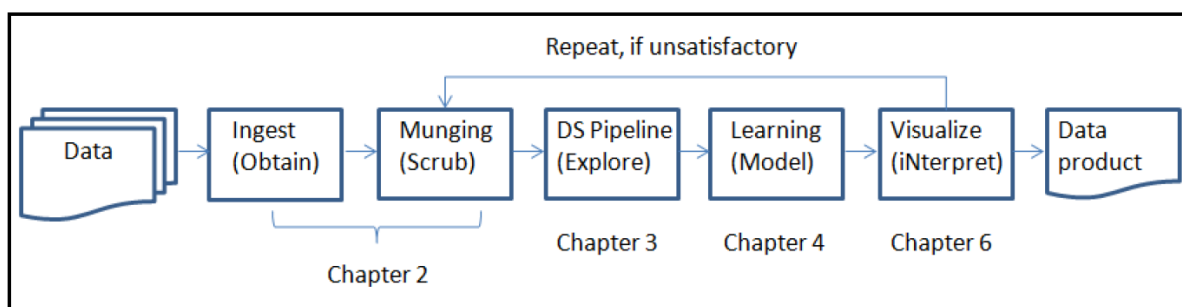 Repeat, if unsatisfactory
Data
Ingest
(Obtain)
Munging
(Scrub)
DS Pipeline
(Explore)
Learning
(Model)
Visualize
(iNterpret)
Data
product
Chapter 2
Chapter 3
Chapter 4
Chapter 6